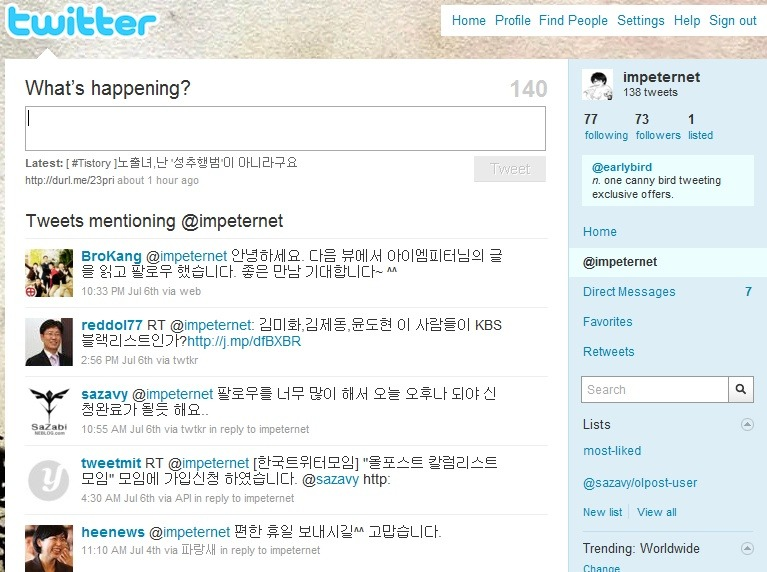 twitter
Home Profile Find People Settings Help Sign out
What's happening? 140
Latest: [ #Tistory ]노출녀,난 '성추행범'이 아니라구요
http://durl.me/23pri about 1 hour ago
Tweet
Tweets mentioning @impeternet
BroKang @impeternet 안녕하세요. 다음 뷰에서 아이엠피터님의 글
을 읽고 팔로우 했습니다. 좋은 만남 기대합니다~ ^^
10:33 PM Jul 6th via web
reddol77 RT @impeternet: 김미화,김제동,윤도현 이 사람들이 KBS
블랙리스트인가?http://j.mp/dfBXBR
2:56 PM Jul 6th via twtkr
SaZabi
sazavy @impeternet 팔로우를 너무 많이 해서 오늘 오후나 되야 신
청완료가 될듯 해요..
10:55 AM Jul 6th via twtkr in reply to impeternet
tweetmit RT @impeternet [한국트위터모임] "올포스트 칼럼리스트
모임" 모임에 가입신청 하였습니다. @sazavy http:
4:30 AM Jul 6th via API in reply to impeternet
heenews @impeternet 편한 휴일 보내시길^^ 고맙습니다.
11:10 AM Jul 4th via 파랑새 in reply to impeternet
impeternet
138 tweets
77 73 1
following followers listed
@earlybird
n. one canny bird tweeting
exclusive offers.
Home
@impeternet
Direct Messages 7
Favorites
Retweets
Search
Lists
most-liked
@sazavy/olpost-user
New list View all
Trending: Worldwide
Change